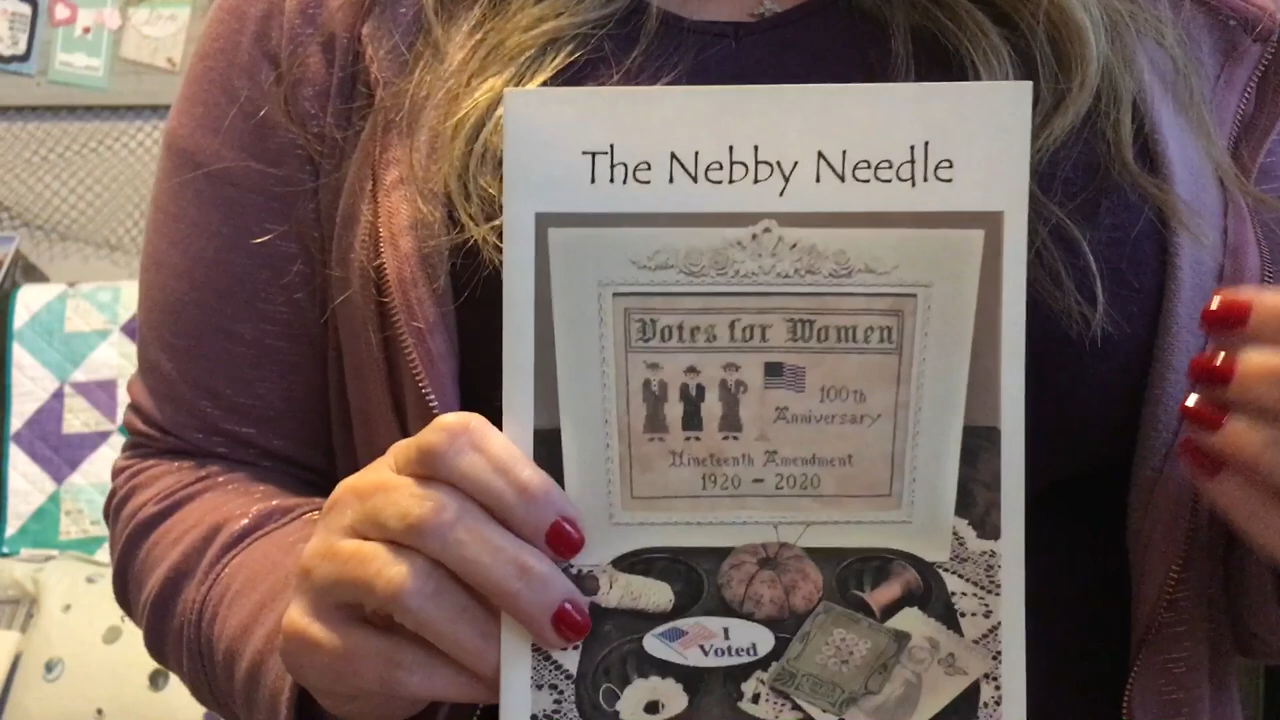 The Nebby Needle
Votes for Women
100th
Anniversary
Nineteenth Amendment
1920 - 2020
I
Voted